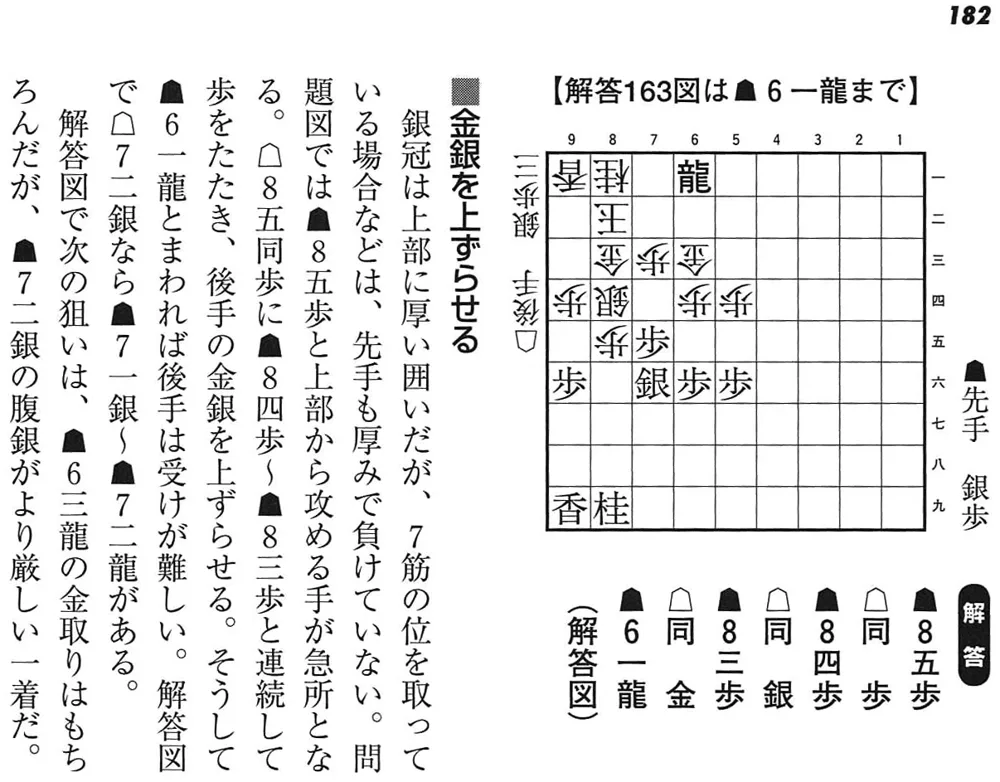 182
【解答163図は☗6一龍まで】
9 8 7 6 5 4 3 2 1
香 桂 龍 一
王 二
金 歩 金 三
歩 銀 歩 歩 四
歩 歩 五
歩 銀 歩 歩 六
七
八
香 桂 九
☖後手 銀歩三
☗先手 銀歩
解答
☗8五歩
☖同 歩
☗8四歩
☖同 銀
☗8三歩
☖同 金
☗6一龍
(解答図)
■金銀を上ずらせる
銀冠は上部に厚い囲いだが、7筋の位を取って
いる場合などは、先手も厚みで負けていない。問
題図では☗8五歩と上部から攻める手が急所とな
る。☖8五同歩に☗8四歩～☗8三歩と連続して
歩をたたき、後手の金銀を上ずらせる。そうして
☗6一龍とまわれば後手は受けが難しい。解答図
で☖7二銀なら☗7一銀～☗7二龍がある。
解答図で次の狙いは、☗6三龍の金取りはもち
ろんだが、☗7二銀の腹銀がより厳しい一着だ。